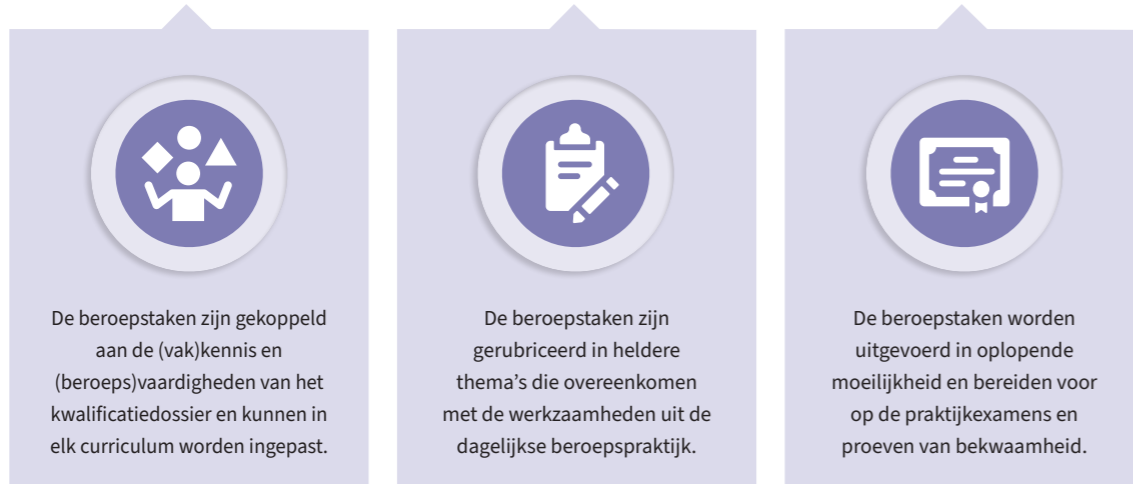 De beroepstaken zijn gekoppeld
aan de (vak)kennis en
(beroeps)vaardigheden van het
kwalificatiedossier en kunnen in
elk curriculum worden ingepast.
De beroepstaken zijn
gerubriceerd in heldere
thema’s die overeenkomen
met de werkzaamheden uit de
dagelijkse beroepspraktijk.
De beroepstaken worden
uitgevoerd in oplopende
moeilijkheid en bereiden voor
op de praktijkexamens en
proeven van bekwaamheid.